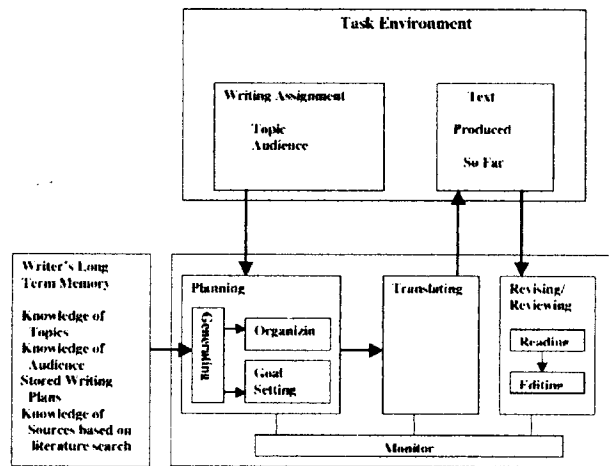 Task Environment
Writing Assignment
Topic
Audience
Text
Produced
So Far
Writer's Long
Term Memory
Knowledge of
Topics
Knowledge of
Audience
Stored Writing
Plans
Knowledge of
Sources based on
literature search
Planning
Generating
Organizin
Goal
Setting
Translating
Revising/
Reviewing
Reading
Editing
Monitor